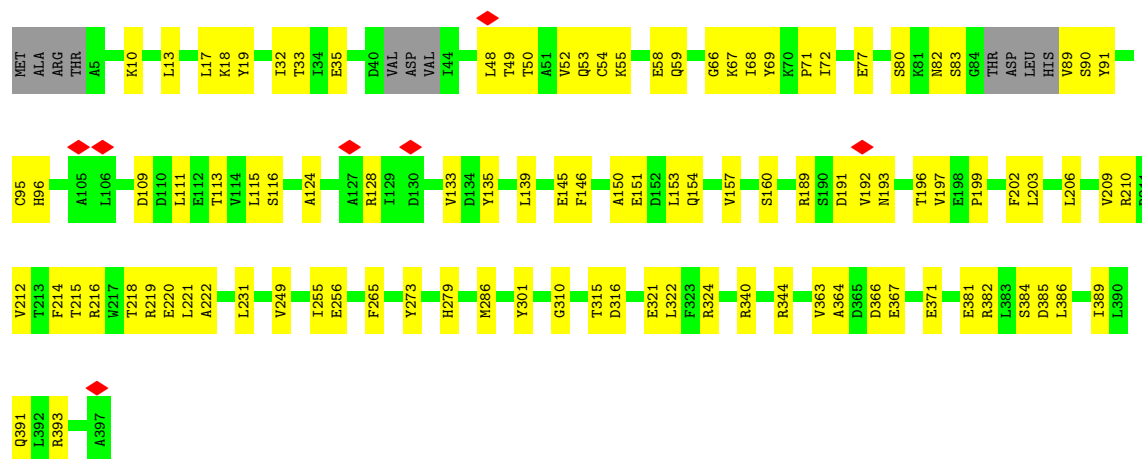 MET ALA ARG THR A5 K10 L13 L17 K18 Y19 I32 T33 I34 E35 D40 VAL ASP VAL I44 L48 T49 T50 A51 V52 Q53 C54 K55 E58 Q59 G66 K67 I68 Y69 K70 P71 I72 E77 S80 K81 N82 S83 G84 THR ASP LEU HIS V89 S90 Y91
C95 H96 A105 L106 D109 D110 L111 E112 T113 V114 L115 S116 A124 A127 R128 I129 D130 V133 D134 Y135 L139 E145 F146 A150 E151 D152 L153 Q154 V157 S160 R189 S190 D191 V192 N193 T196 V197 E198 P199 F202 L203 L206 V209 R210
V212 T213 F214 T215 R216 W217 T218 R219 E220 L221 A222 L231 V249 I255 E256 F265 Y273 H279 M286 Y301 G310 T315 D316 E321 L322 F323 R324 R340 R344 V363 A364 D365 D366 E367 E371 E381 R382 L383 S384 D385 L386 I389 L390
Q391 L392 R393 A397